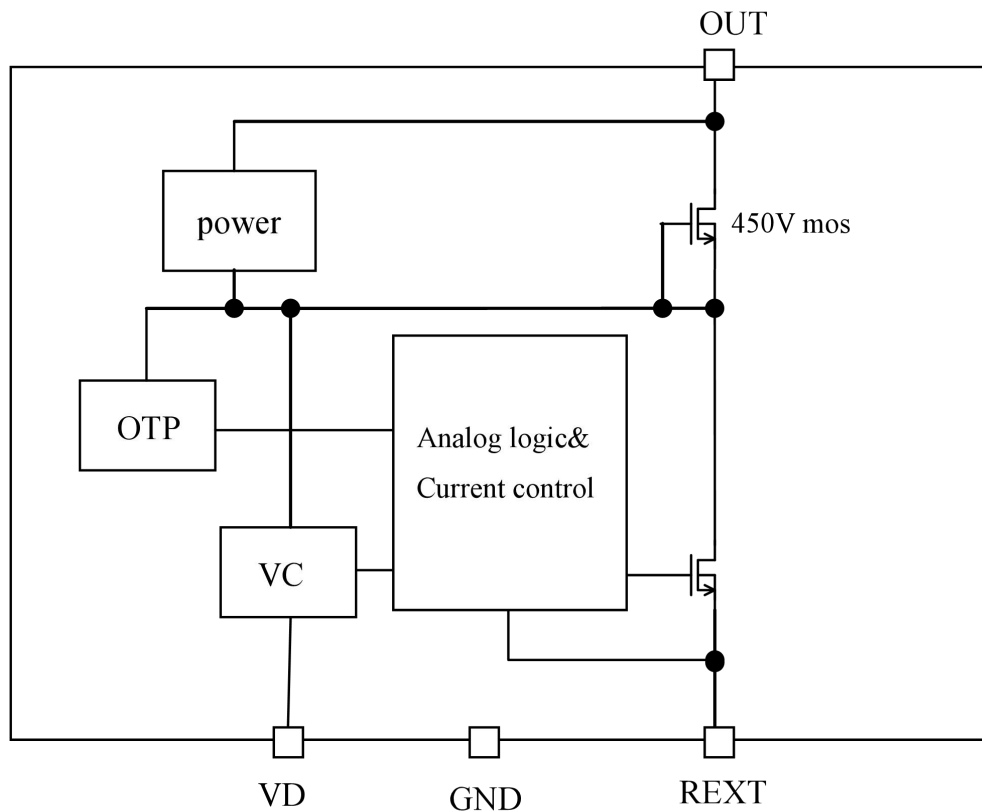 OUT
power
450V mos
OTP
Analog logic&
Current control
VC
VD
GND
REXT